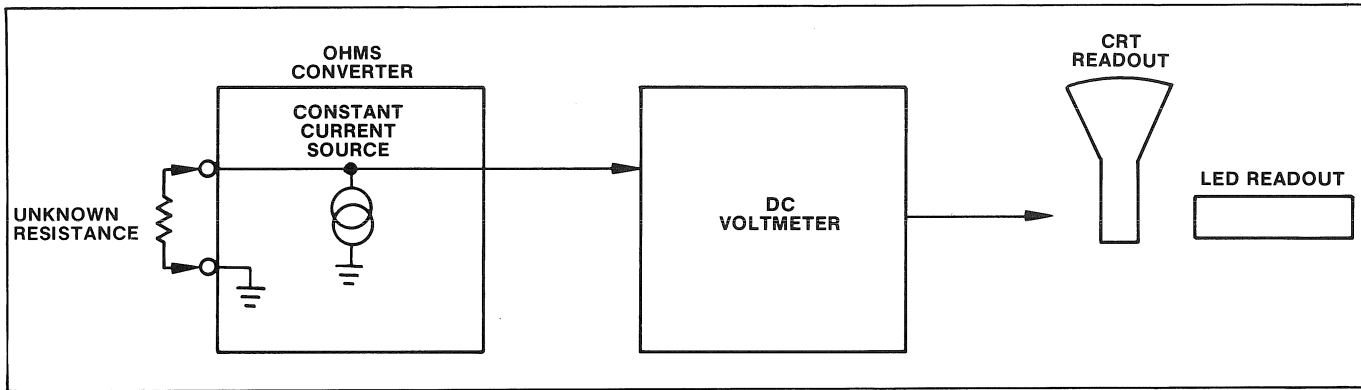 OHMS
CONVERTER
CONSTANT
CURRENT
SOURCE
UNKNOWN
RESISTANCE
DC
VOLTMETER
CRT
READOUT
LED READOUT